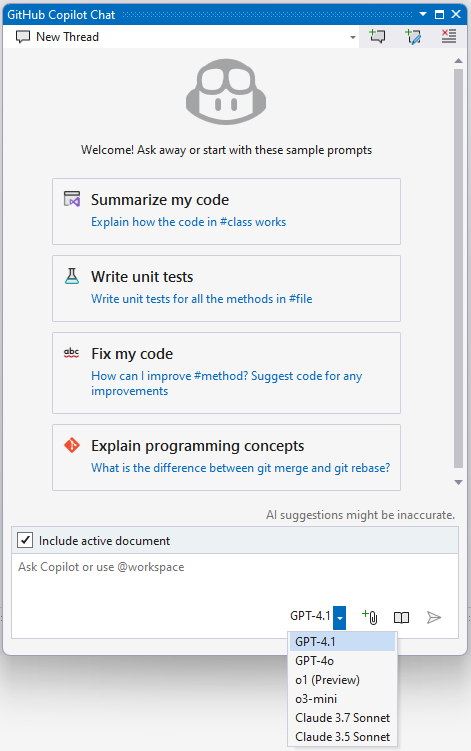 GitHub Copilot Chat
New Thread
Welcome! Ask away or start with these sample prompts
Summarize my code
Explain how the code in #class works
Write unit tests
Write unit tests for all the methods in #file
abc
Fix my code
How can I improve #method? Suggest code for any
improvements
Explain programming concepts
What is the difference between git merge and git rebase?
AI suggestions might be inaccurate.
Include active document
Ask Copilot or use @workspace
GPT-4.1
GPT-4.1
GPT-4o
o1 (Preview)
o3-mini
Claude 3.7 Sonnet
Claude 3.5 Sonnet